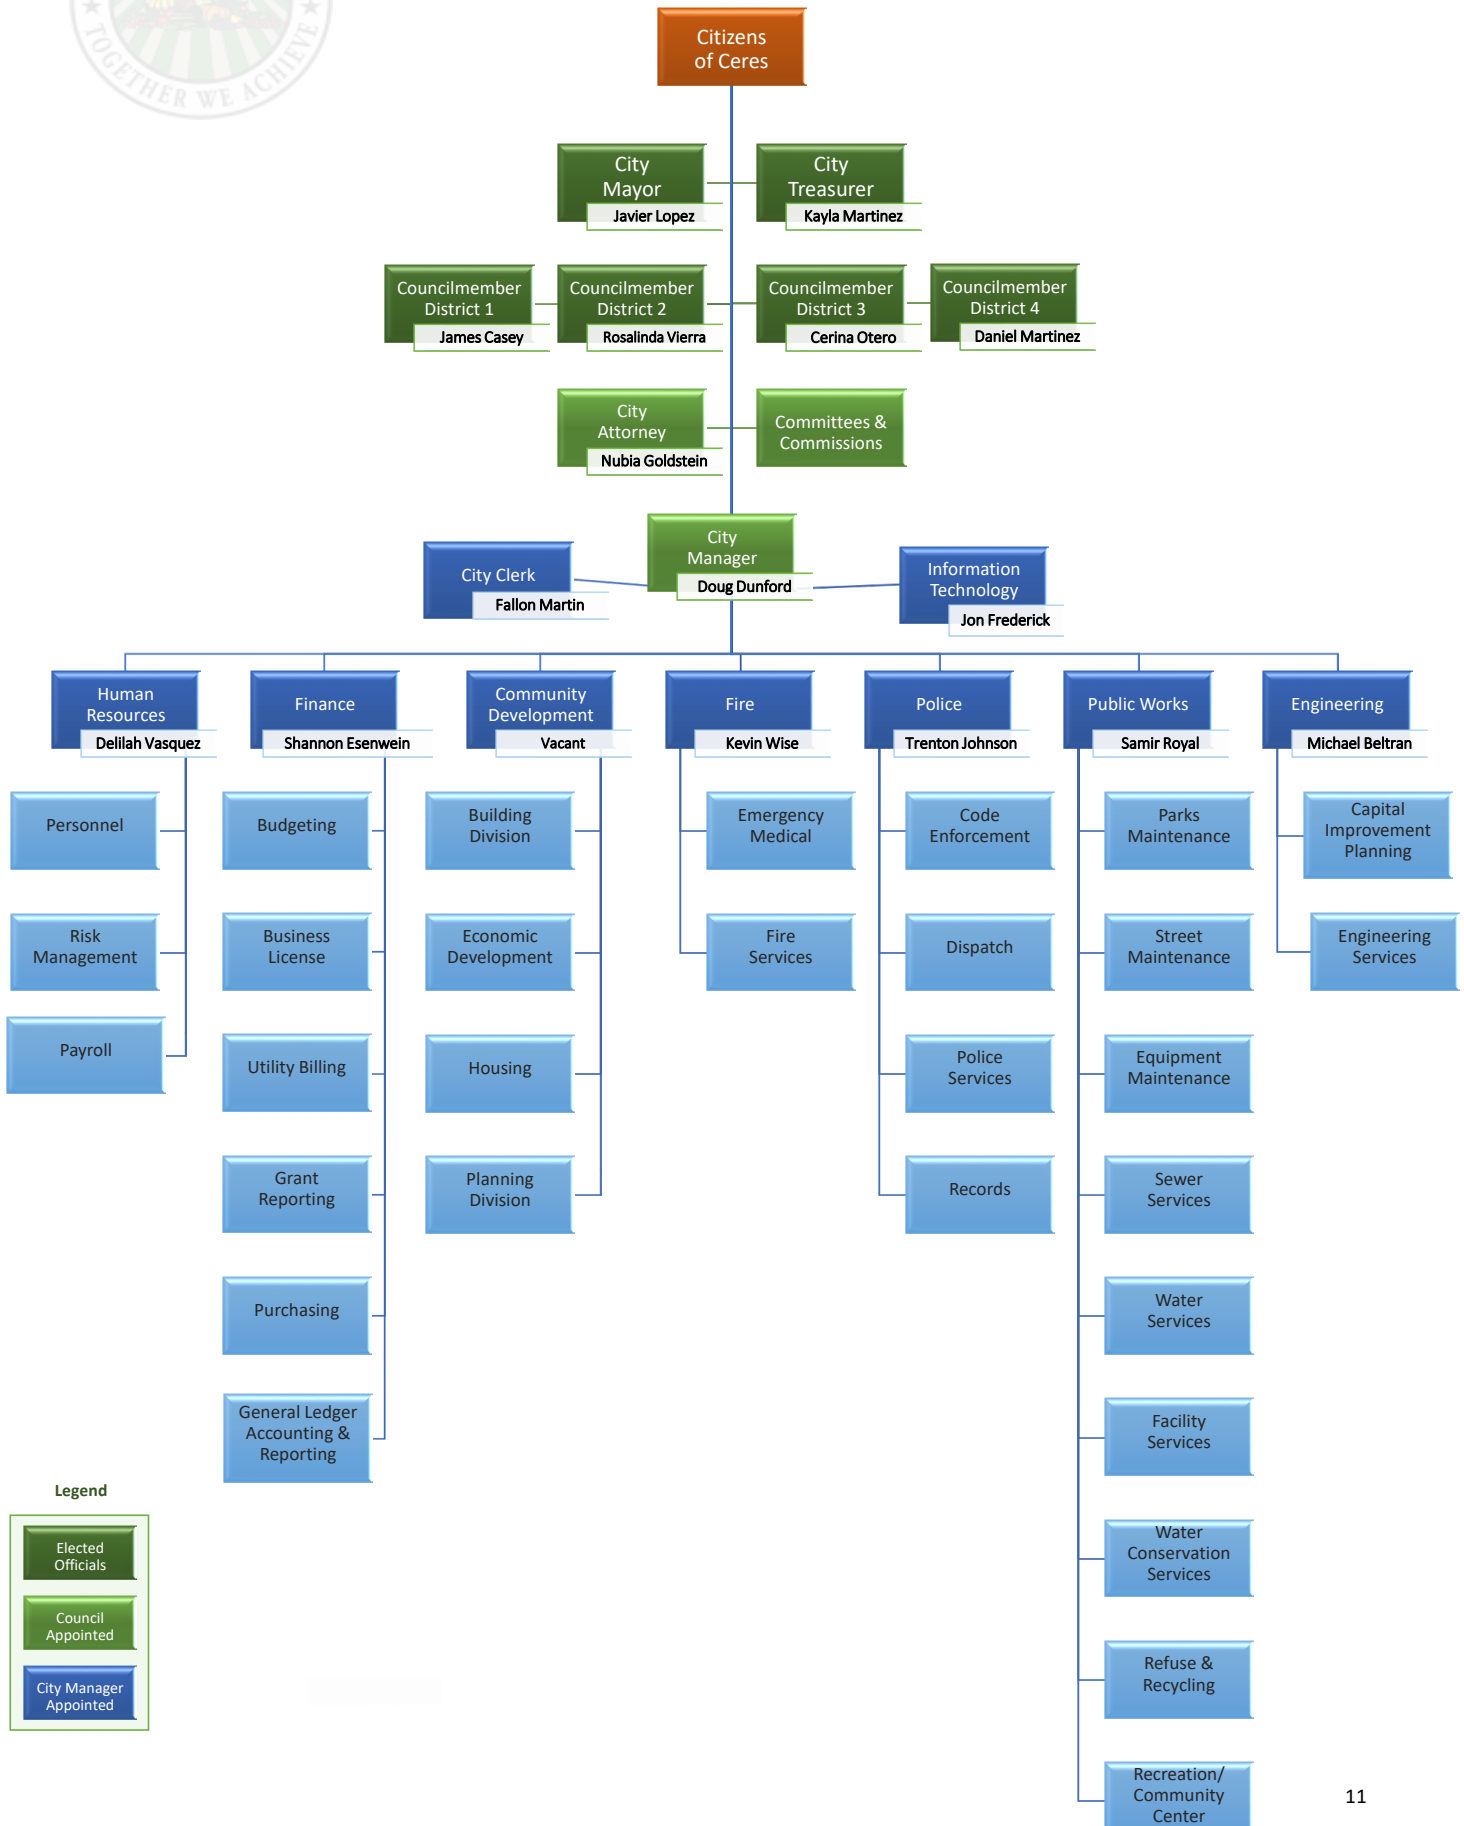 TOGETHER WE ACHIEVE
Citizens
of Ceres
City
Mayor
Javier Lopez
City
Treasurer
Kayla Martinez
Councilmember
District 1
James Casey
Councilmember
District 2
Rosalinda Vierra
Councilmember
District 3
Cerina Otero
Councilmember
District 4
Daniel Martinez
City
Attorney
Nubia Goldstein
Committees &
Commissions
City
Manager
Doug Dunford
City Clerk
Fallon Martin
Information
Technology
Jon Frederick
Human
Resources
Delilah Vasquez
Finance
Shannon Esenwein
Community
Development
Vacant
Fire
Kevin Wise
Police
Trenton Johnson
Public Works
Samir Royal
Engineering
Michael Beltran
Personnel
Risk
Management
Payroll
Budgeting
Business
License
Utility Billing
Grant
Reporting
Purchasing
General Ledger
Accounting &
Reporting
Building
Division
Economic
Development
Housing
Planning
Division
Emergency
Medical
Fire
Services
Code
Enforcement
Dispatch
Police
Services
Records
Parks
Maintenance
Street
Maintenance
Equipment
Maintenance
Sewer
Services
Water
Services
Facility
Services
Water
Conservation
Services
Refuse &
Recycling
Recreation/
Community
Center
Capital
Improvement
Planning
Engineering
Services
Legend
Elected
Officials
Council
Appointed
City Manager
Appointed
11